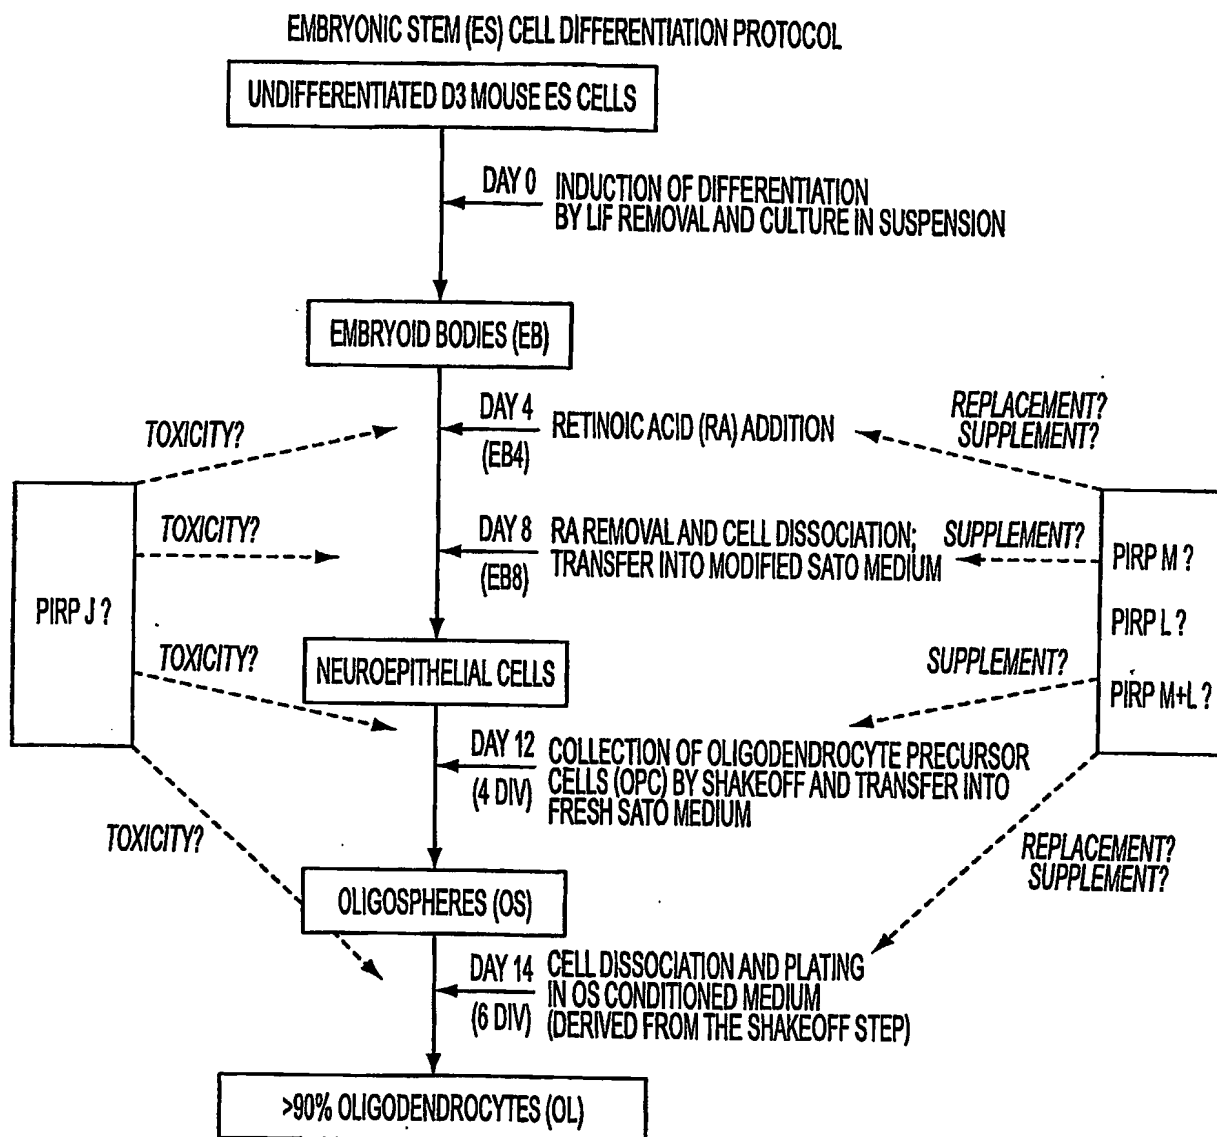 EMBRYONIC STEM (ES) CELL DIFFERENTIATION PROTOCOL
UNDIFFERENTIATED D3 MOUSE ES CELLS
DAY 0
INDUCTION OF DIFFERENTIATION
BY LIF REMOVAL AND CULTURE IN SUSPENSION
EMBRYOID BODIES (EB)
TOXICITY?
DAY 4
(EB4)
RETINOIC ACID (RA) ADDITION
REPLACEMENT?
SUPPLEMENT?
TOXICITY?
DAY 8
(EB8)
RA REMOVAL AND CELL DISSOCIATION;
TRANSFER INTO MODIFIED SATO MEDIUM
SUPPLEMENT?
PIRP J ?
PIRP M ?
PIRP L ?
PIRP M+L ?
TOXICITY?
NEUROEPITHELIAL CELLS
SUPPLEMENT?
DAY 12
(4 DIV)
COLLECTION OF OLIGODENDROCYTE PRECURSOR
CELLS (OPC) BY SHAKEOFF AND TRANSFER INTO
FRESH SATO MEDIUM
TOXICITY?
REPLACEMENT?
SUPPLEMENT?
OLIGOSPHERES (OS)
DAY 14
(6 DIV)
CELL DISSOCIATION AND PLATING
IN OS CONDITIONED MEDIUM
(DERIVED FROM THE SHAKEOFF STEP)
>90% OLIGODENDROCYTES (OL)